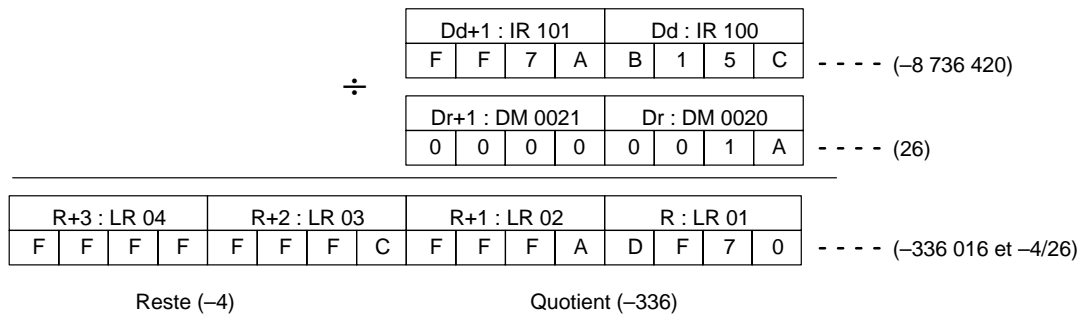 Dd+1 : IR 101 Dd : IR 100
F F 7 A B 1 5 C - - - - (–8 736 420)
÷
Dr+1 : DM 0021 Dr : DM 0020
0 0 0 0 0 0 1 A - - - - (26)
R+3 : LR 04 R+2 : LR 03 R+1 : LR 02 R : LR 01
F F F F F F F C F F F A D F 7 0 - - - - (–336 016 et –4/26)
Reste (–4) Quotient (–336)